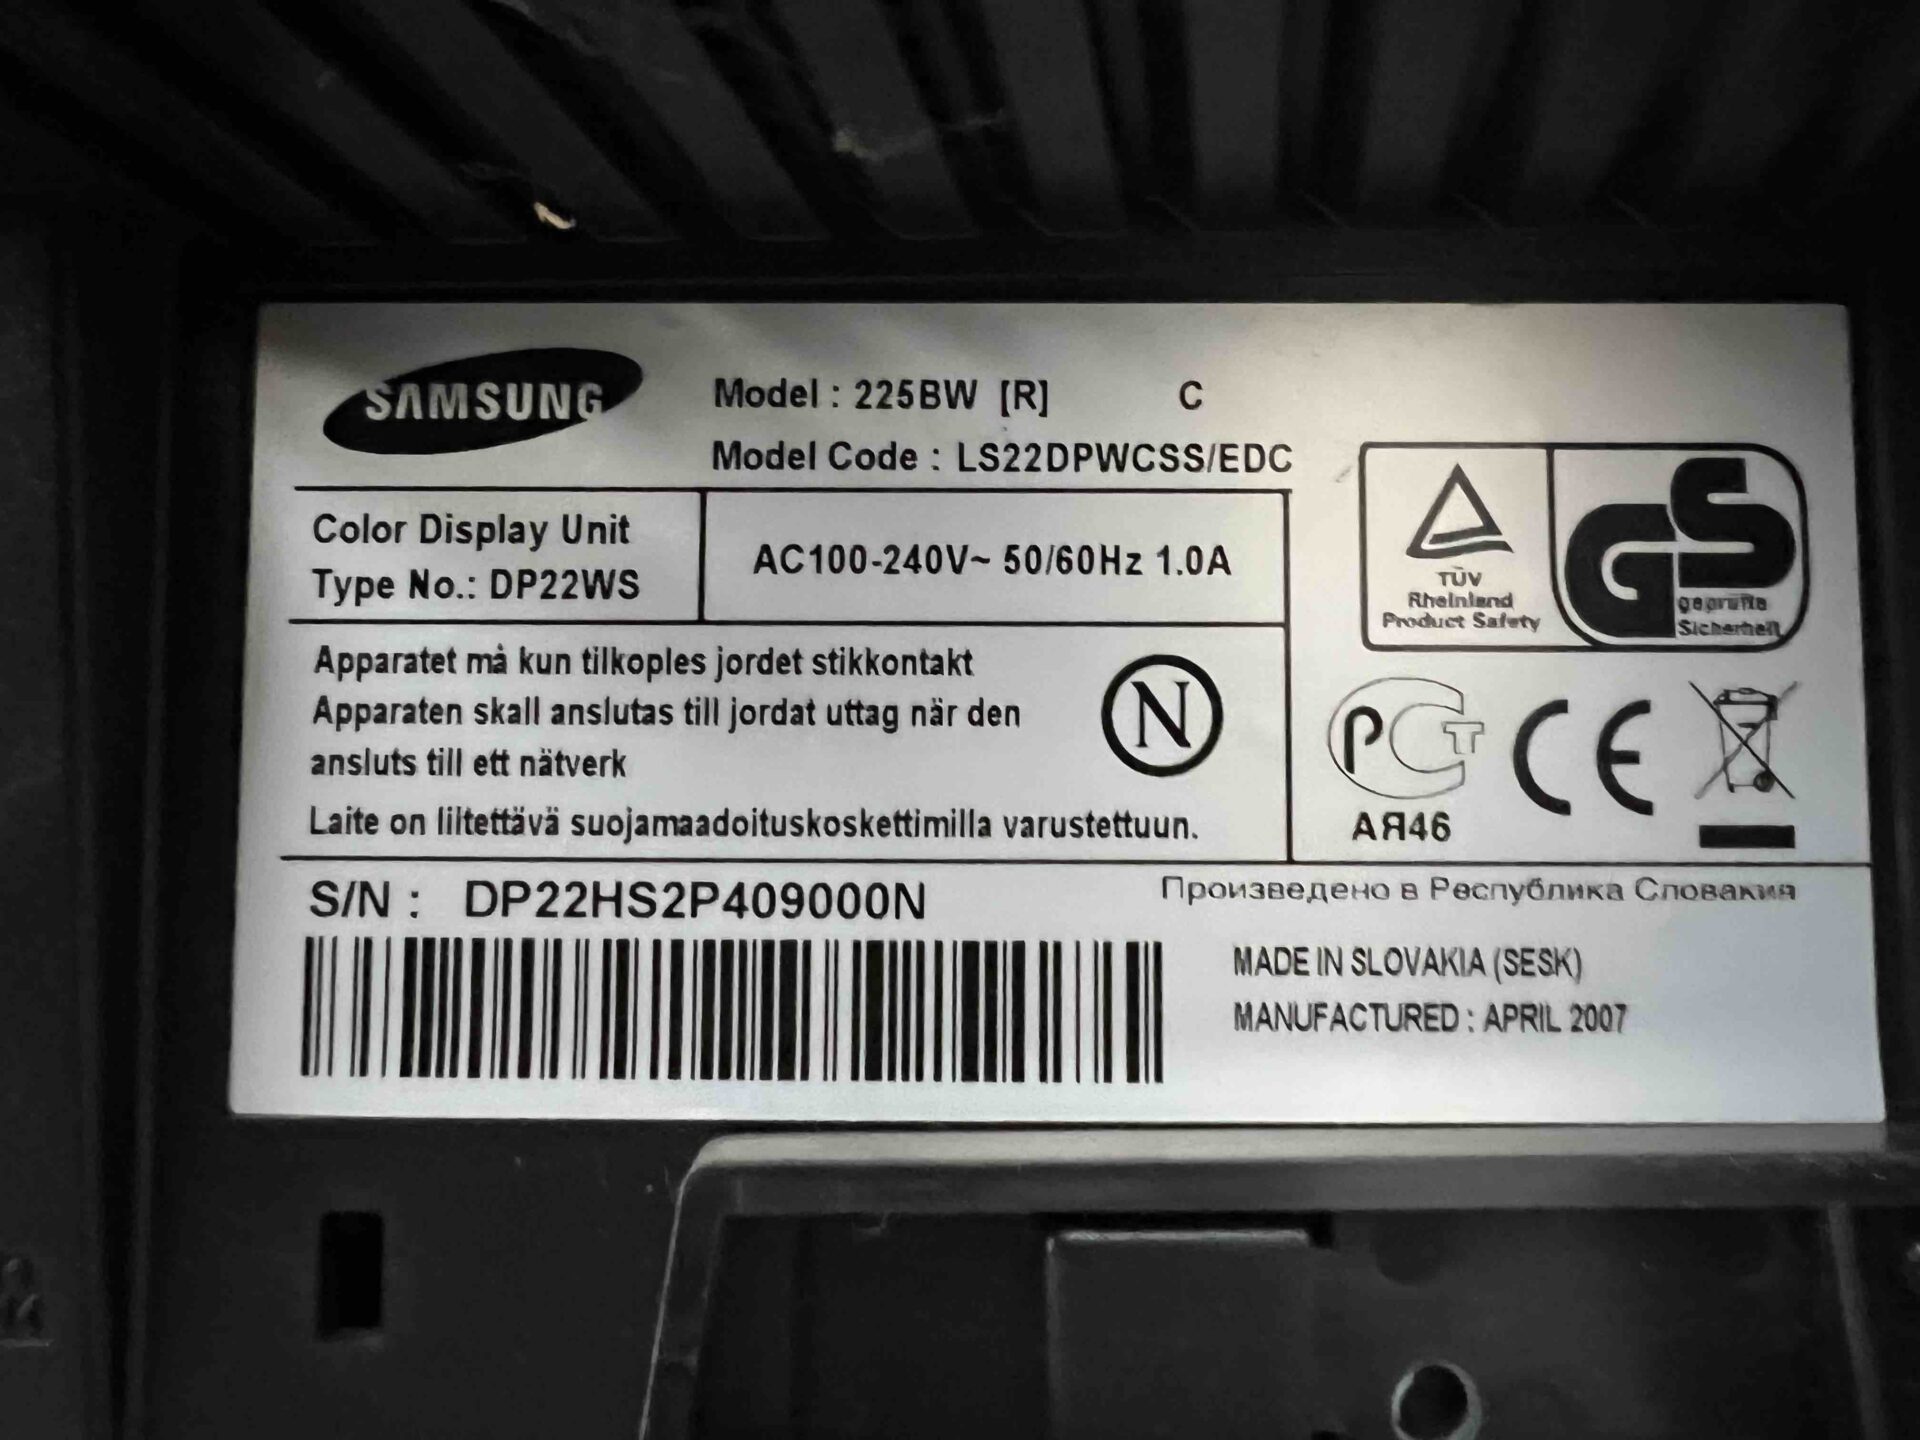 SAMSUNG
Model : 225BW [R] C
Model Code : LS22DPWCSS/EDC
Color Display Unit
Type No.: DP22WS
AC100-240V~ 50/60Hz 1.0A
TÜV
Rheinland
Product Safety
GS
geprüfte
Sicherheit
Apparatet må kun tilkoples jordet stikkontakt
Apparaten skall anslutas till jordat uttag när den
ansluts till ett nätverk
Laite on liitettävä suojamaadoituskoskettimilla varustettuun.
N
РСТ
CE
АЯ46
S/N : DP22HS2P409000N
Произведено в Республика Словакия
MADE IN SLOVAKIA (SESK)
MANUFACTURED : APRIL 2007